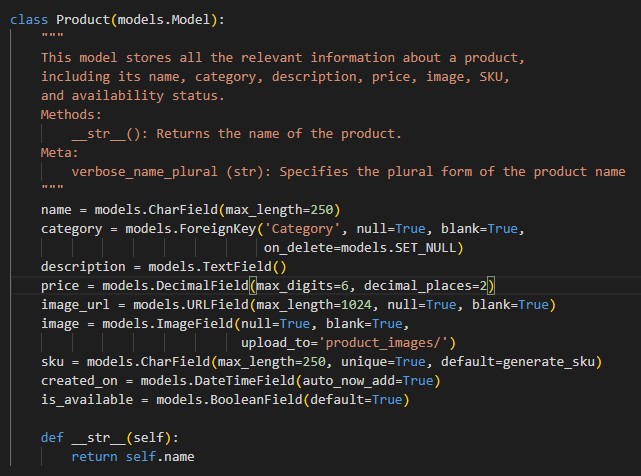 class Product(models.Model):
    """
    This model stores all the relevant information about a product,
    including its name, category, description, price, image, SKU,
    and availability status.
    Methods:
        __str__(): Returns the name of the product.
    Meta:
        verbose_name_plural (str): Specifies the plural form of the product name
    """
    name = models.CharField(max_length=250)
    category = models.ForeignKey('Category', null=True, blank=True,
                                 on_delete=models.SET_NULL)
    description = models.TextField()
    price = models.DecimalField(max_digits=6, decimal_places=2)
    image_url = models.URLField(max_length=1024, null=True, blank=True)
    image = models.ImageField(null=True, blank=True,
                              upload_to='product_images/')
    sku = models.CharField(max_length=250, unique=True, default=generate_sku)
    created_on = models.DateTimeField(auto_now_add=True)
    is_available = models.BooleanField(default=True)

    def __str__(self):
        return self.name